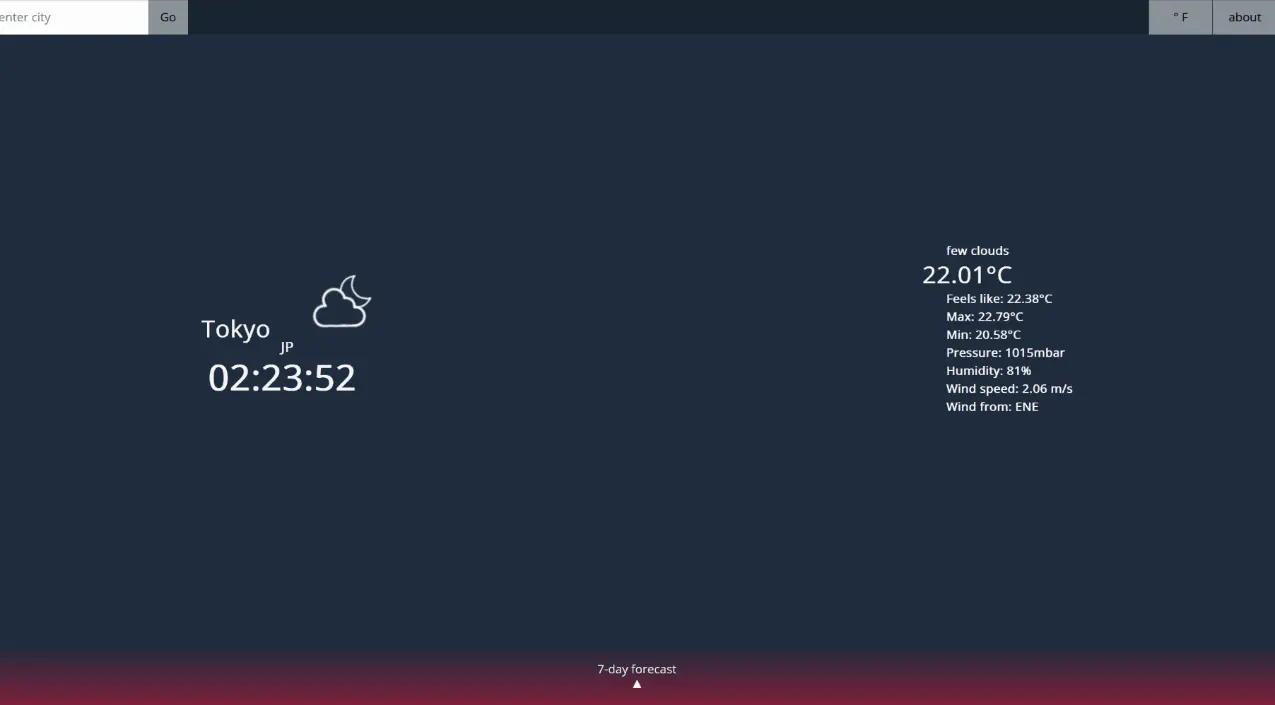 enter city
Go
° F
about
few clouds
22.01°C
Feels like: 22.38°C
Max: 22.79°C
Min: 20.58°C
Pressure: 1015mbar
Humidity: 81%
Wind speed: 2.06 m/s
Wind from: ENE
Tokyo
JP
02:23:52
7-day forecast